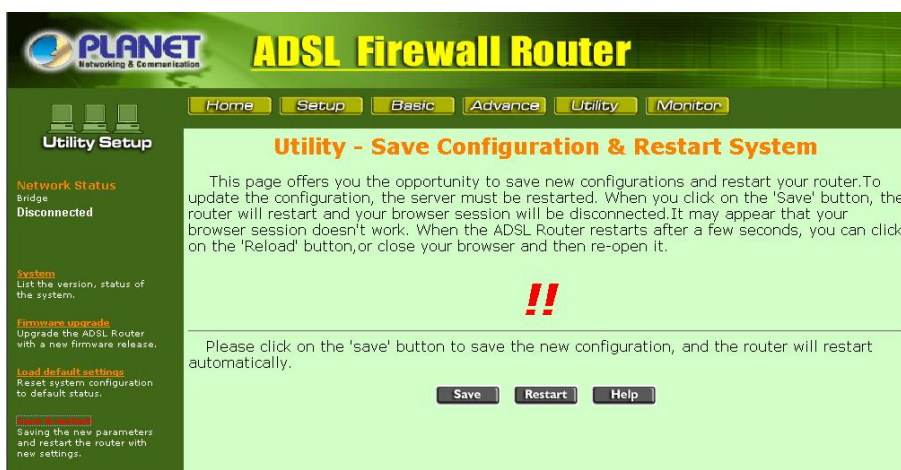 PLANET
Networking & Communication
ADSL Firewall Router
Home Setup Basic Advance Utility Monitor
Utility Setup
Network Status
Bridge
Disconnected
System
List the version, status of
the system.
Firmware upgrade
Upgrade the ADSL Router
with a new firmware release.
Load default settings
Reset system configuration
to default status.
Saving the new parameters
and restart the router with
new settings.
Utility - Save Configuration & Restart System
This page offers you the opportunity to save new configurations and restart your router.To
update the configuration, the server must be restarted. When you click on the 'Save' button, the
router will restart and your browser session will be disconnected.It may appear that your
browser session doesn't work. When the ADSL Router restarts after a few seconds, you can click
on the 'Reload' button,or close your browser and then re-open it.
!!
Please click on the 'save' button to save the new configuration, and the router will restart
automatically.
Save Restart Help